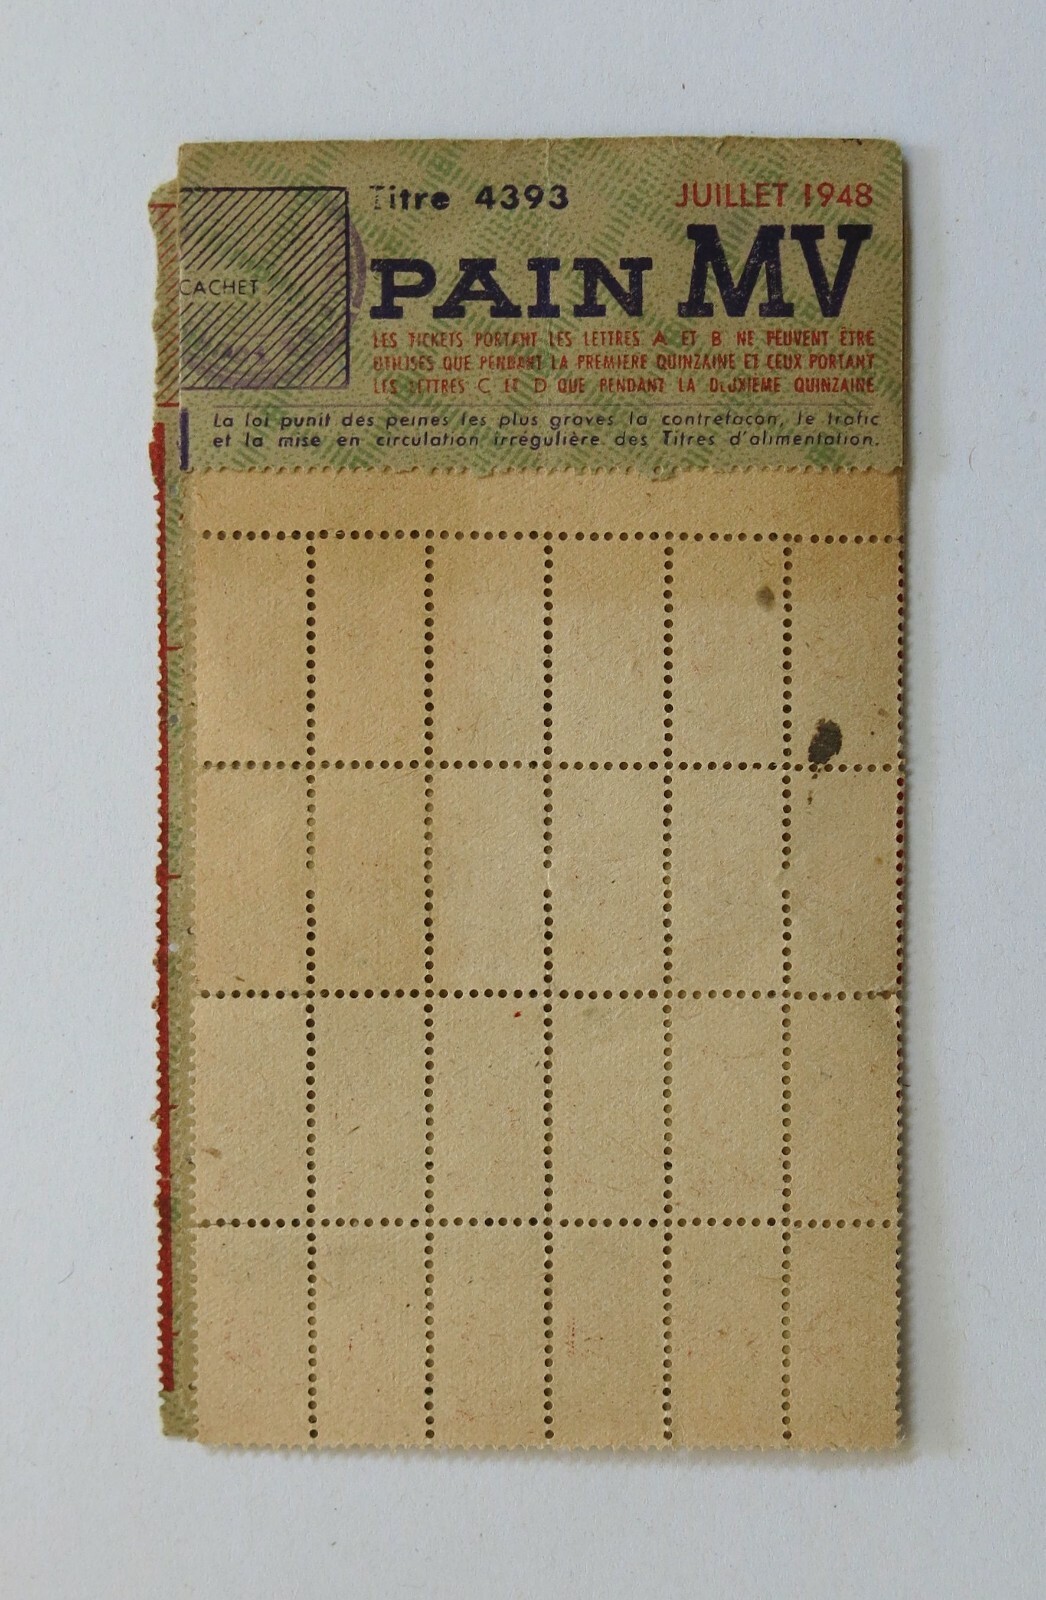 Titre 4393
JUILLET 1948
CACHET
PAIN MV
LES TICKETS PORTANT LES LETTRES A ET B NE PEUVENT ÊTRE
UTILISÉS QUE PENDANT LA PREMIÈRE QUINZAINE ET CEUX PORTANT
LES LETTRES C ET D QUE PENDANT LA DEUXIÈME QUINZAINE
La loi punit des peines les plus graves la contrefaçon, le trafic
et la mise en circulation irrégulière des Titres d'alimentation.